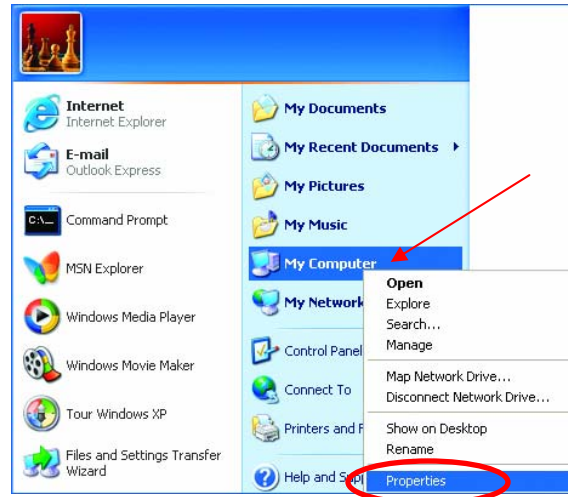 Internet
Internet Explorer
E-mail
Outlook Express
C:\_
Command Prompt
MSN Explorer
Windows Media Player
Windows Movie Maker
Tour Windows XP
Files and Settings Transfer
Wizard
My Documents
My Recent Documents
My Pictures
My Music
My Computer
My Network
Control Panel
Connect To
Printers and F
Help and Sup
Open
Explore
Search...
Manage
Map Network Drive...
Disconnect Network Drive...
Show on Desktop
Rename
Properties